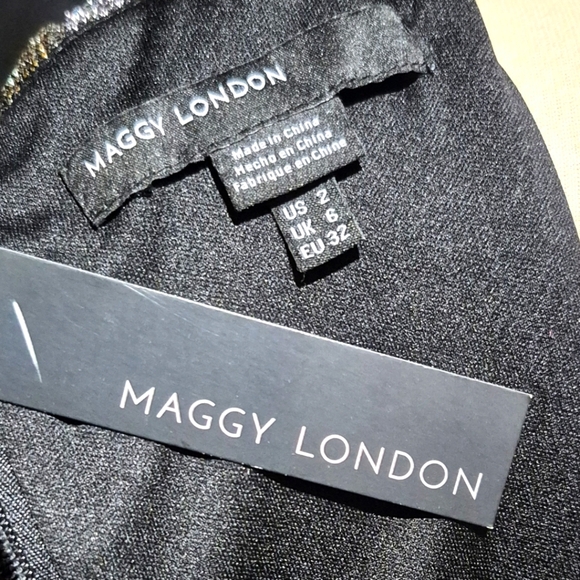 MAGGY LONDON
Made in China
Hecho en China
Fabriqué en Chine
US 2
UK 6
EU 32
MAGGY LONDON